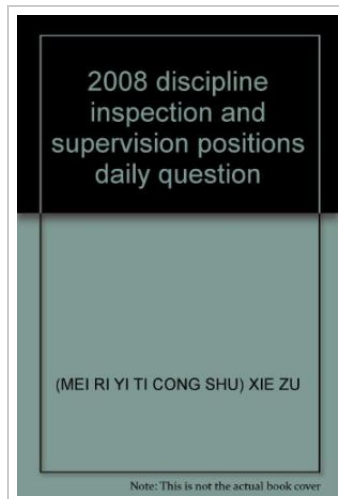 2008 discipline
inspection and
supervision positions
daily question
(MEI RI YI TI CONG SHU) XIE ZU
Note: This is not the actual book cover